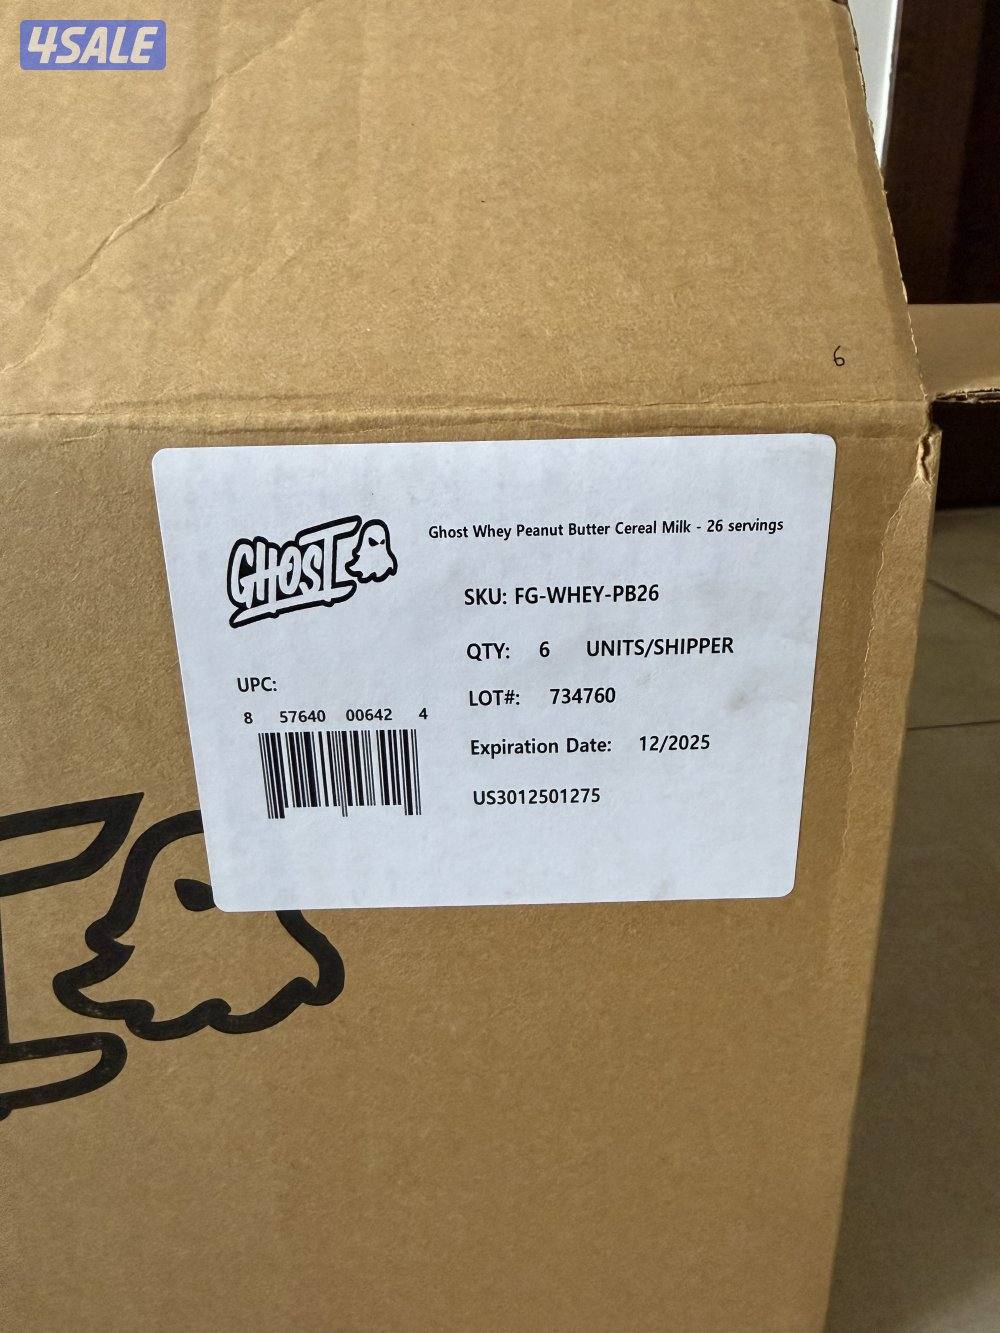 4SALE
6
GHOST
Ghost Whey Peanut Butter Cereal Milk - 26 servings
SKU: FG-WHEY-PB26
QTY: 6 UNITS/SHIPPER
UPC:
8 57640 00642 4
LOT#: 734760
Expiration Date: 12/2025
US3012501275